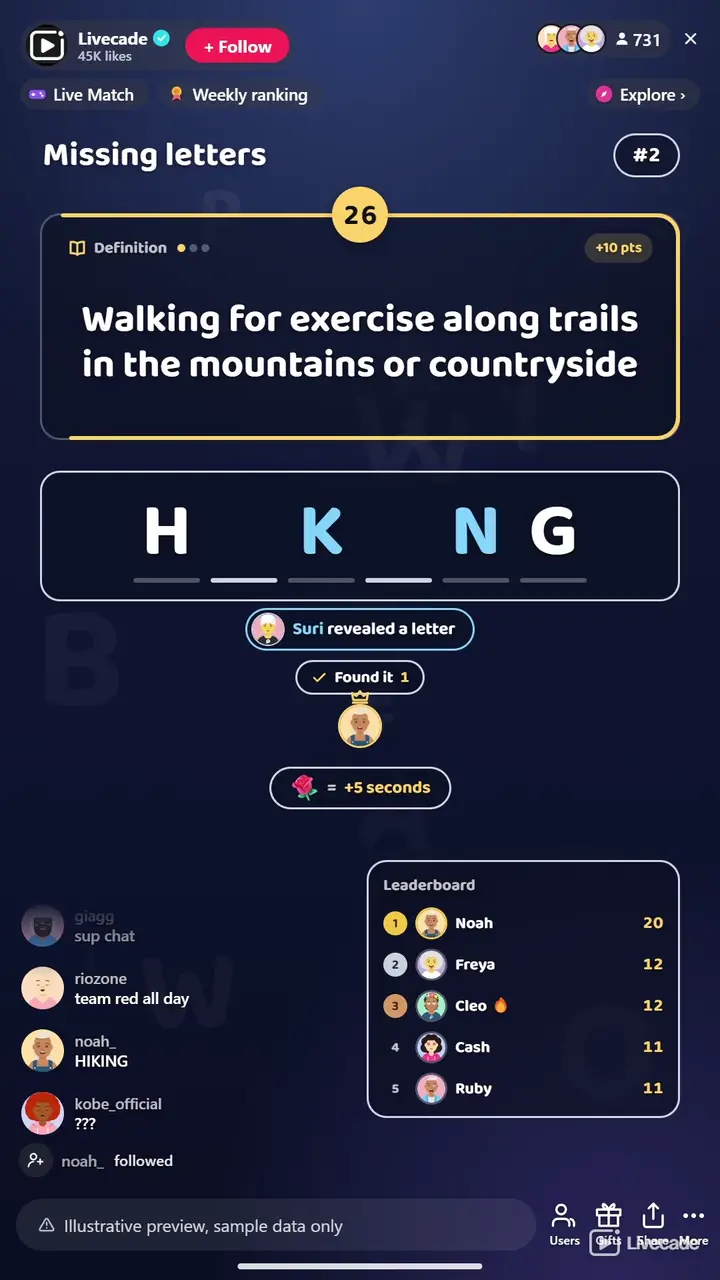 Livecade
45K likes
+ Follow
731
Live Match
Weekly ranking
Explore ›
Missing letters
#2
26
Definition
+10 pts
Walking for exercise along trails
in the mountains or countryside
H K N G
Suri revealed a letter
Found it 1
= +5 seconds
Leaderboard
1 Noah 20
2 Freya 12
3 Cleo 12
4 Cash 11
5 Ruby 11
giagg
sup chat
riozone
team red all day
noah_
HIKING
kobe_official
???
noah_ followed
Illustrative preview, sample data only
Users
Gifts
Share
More
Livecade